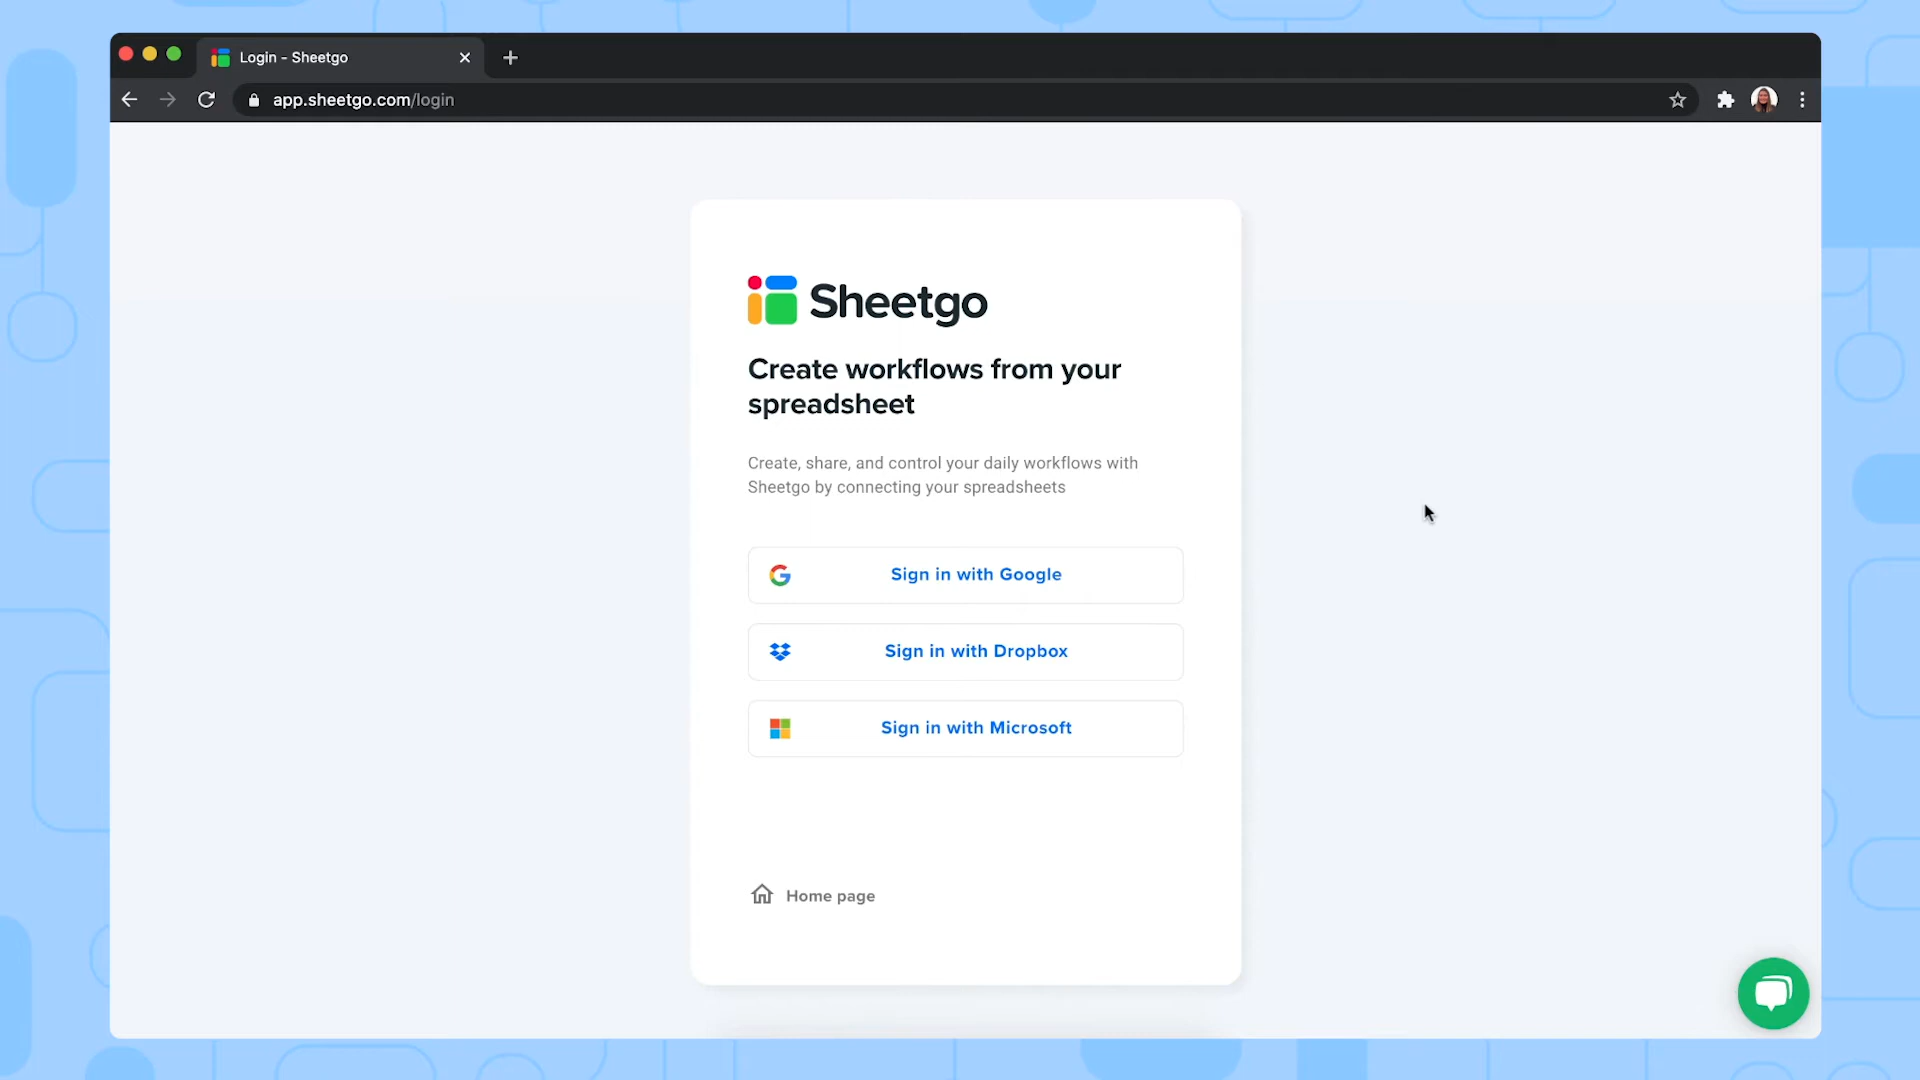 Login - Sheetgo
app.sheetgo.com/login
Sheetgo
Create workflows from your
spreadsheet
Create, share, and control your daily workflows with
Sheetgo by connecting your spreadsheets
Sign in with Google
Sign in with Dropbox
Sign in with Microsoft
Home page